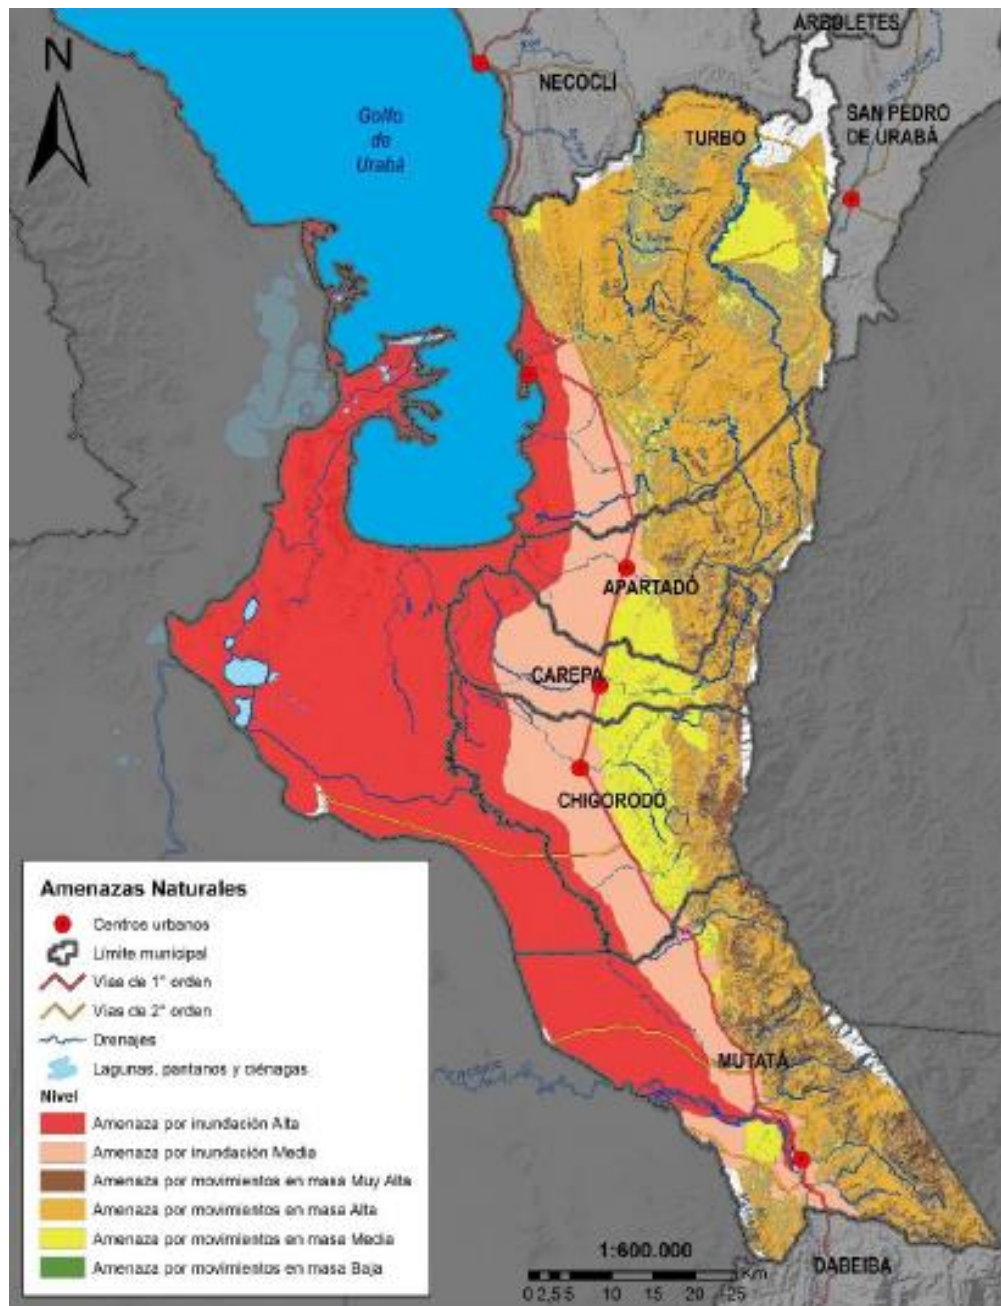 N
ARBOLETES
NECOCLÍ
Golfo
de
Urabá
SAN PEDRO
DE URABÁ
TURBO
APARTADÓ
CAREPA
CHIGORODÓ
MUTATÁ
DABEIBA
Amenazas Naturales
Centros urbanos
Límite municipal
Vías de 1° orden
Vías de 2° orden
Drenajes
Lagunas, pantanos y ciénagas
Nivel
Amenaza por inundación Alta
Amenaza por inundación Media
Amenaza por movimientos en masa Muy Alta
Amenaza por movimientos en masa Alta
Amenaza por movimientos en masa Media
Amenaza por movimientos en masa Baja
1:600.000
Km
0 2,5 5 10 15 20 25